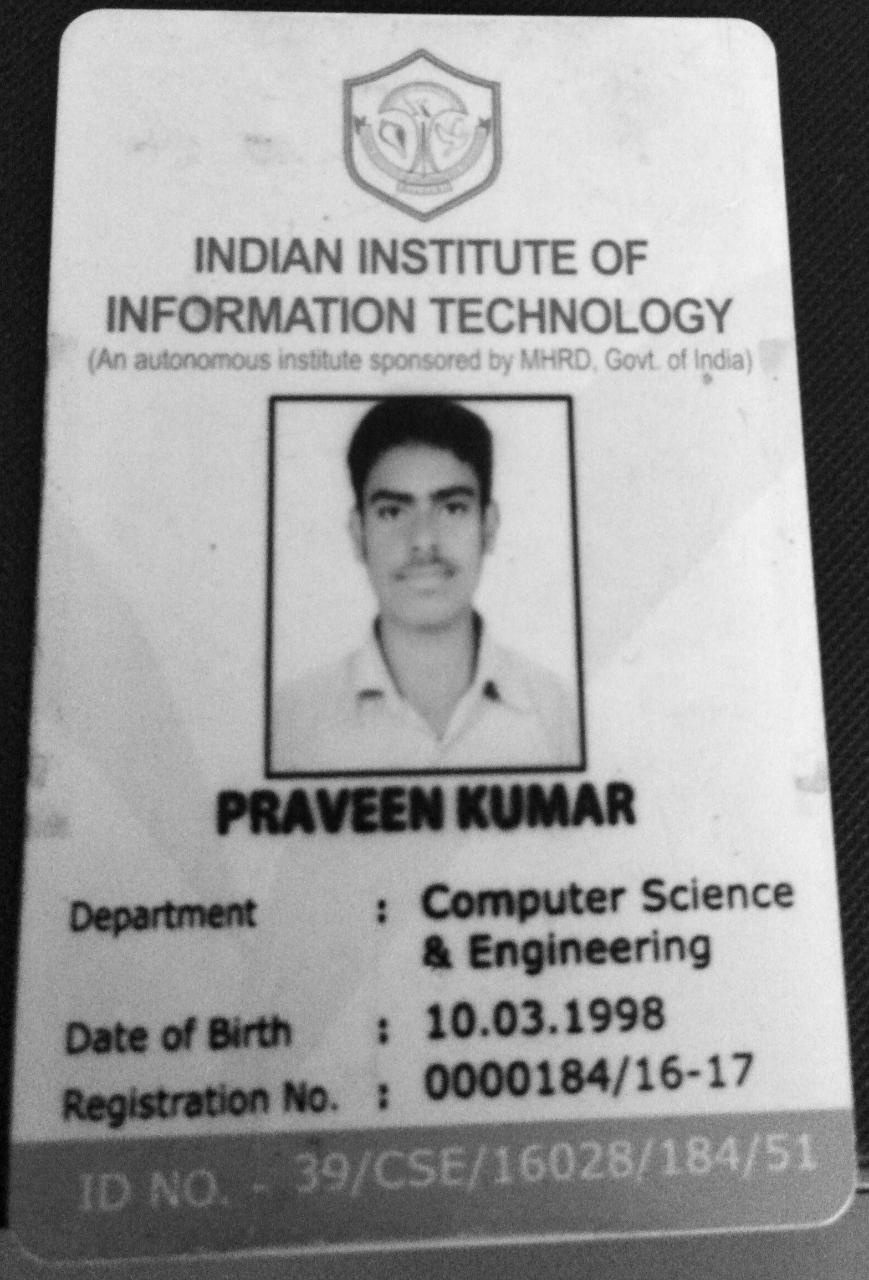 INDIAN INSTITUTE OF
INFORMATION TECHNOLOGY
(An autonomous institute sponsored by MHRD, Govt. of India)
PRAVEEN KUMAR
Department : Computer Science
& Engineering
Date of Birth : 10.03.1998
Registration No. : 0000184/16-17
ID NO. - 39/CSE/16028/184/51